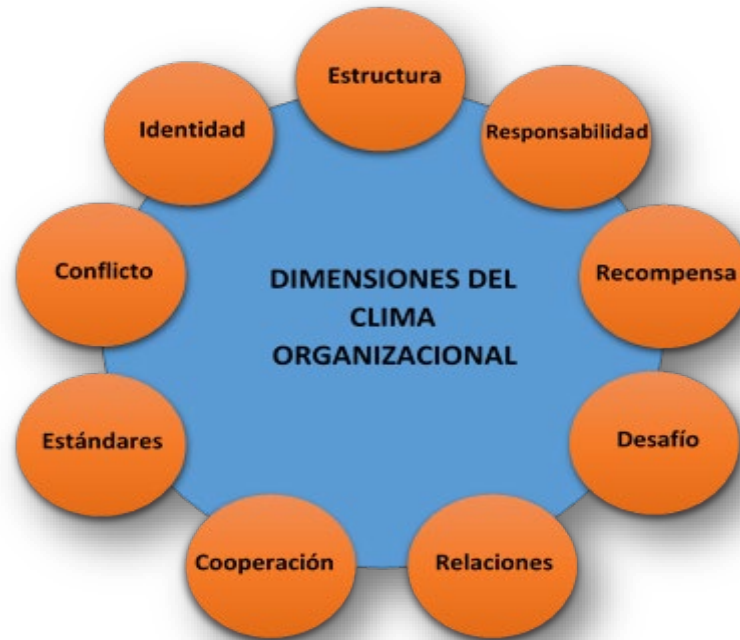 Estructura
Responsabilidad
Recompensa
Desafío
Relaciones
Cooperación
Estándares
Conflicto
Identidad
DIMENSIONES DEL
CLIMA
ORGANIZACIONAL